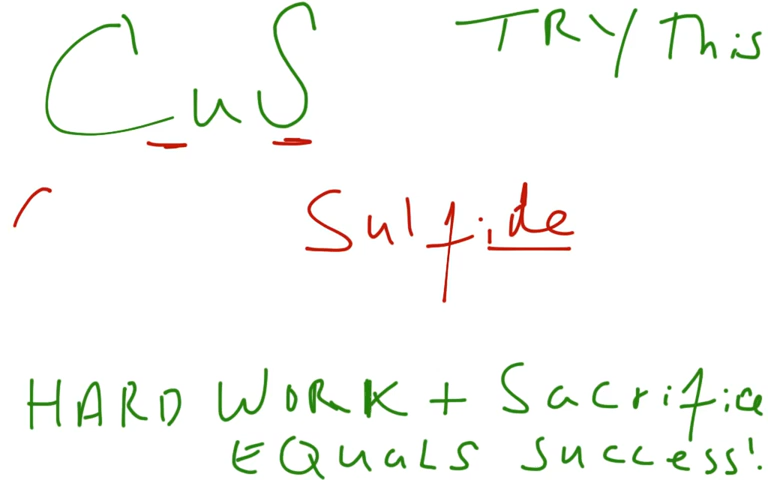 CuS TRY This
Sulfide
HARD WORK + Sacrifice
EQUALS success!